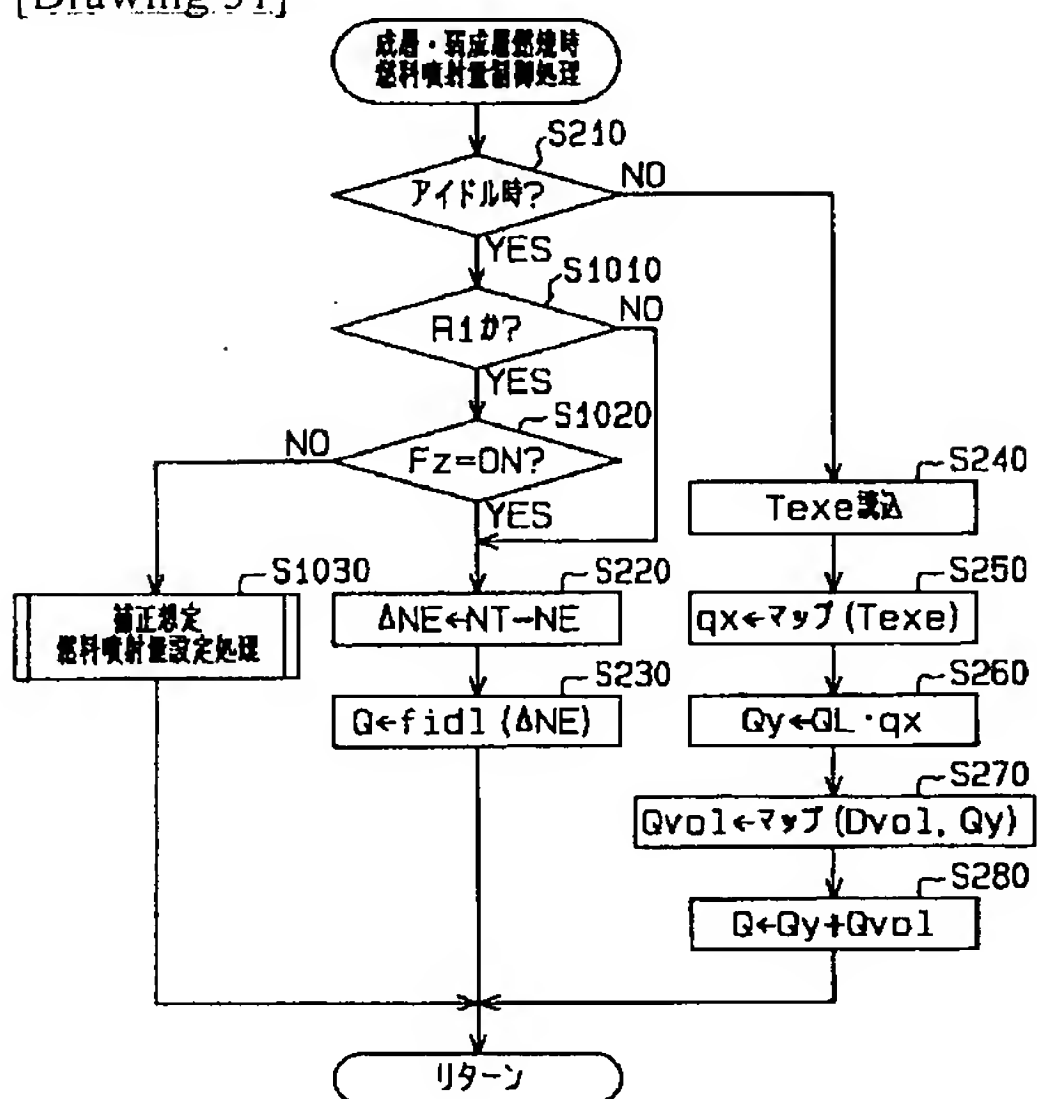 [Drawing 31]
成層・弱成層燃焼時
燃料噴射量制御処理
S210
アイドル時?
NO
YES
S1010
R1か?
NO
YES
S1020
Fz=ON?
NO
YES
S240
Texe読込
S1030
補正想定
燃料噴射量設定処理
S220
ΔNE←NT−NE
S250
qx←マップ(Texe)
S230
Q←fidl(ΔNE)
S260
Qy←QL・qx
S270
Qvol←マップ(Dvol, Qy)
S280
Q←Qy+Qvol
リターン